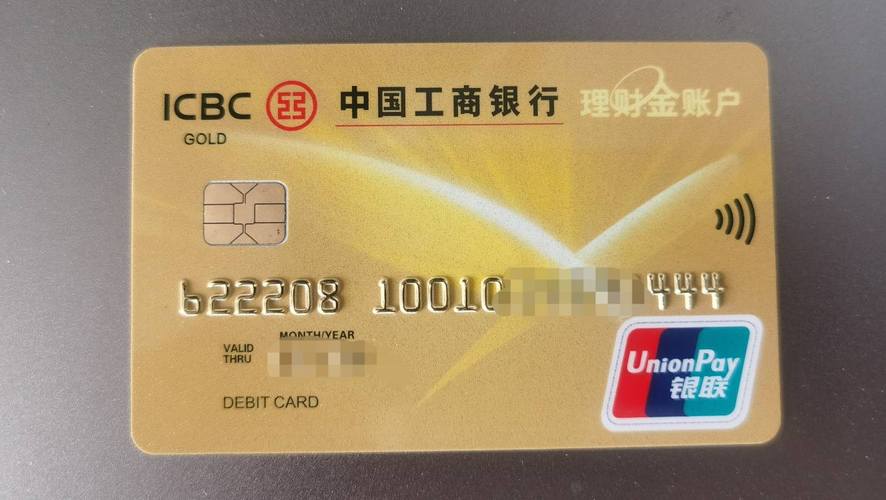 ICBC 中国工商银行 理财金账户
GOLD
622208 10010 444
MONTH/YEAR
VALID
THRU
UnionPay
银联
DEBIT CARD